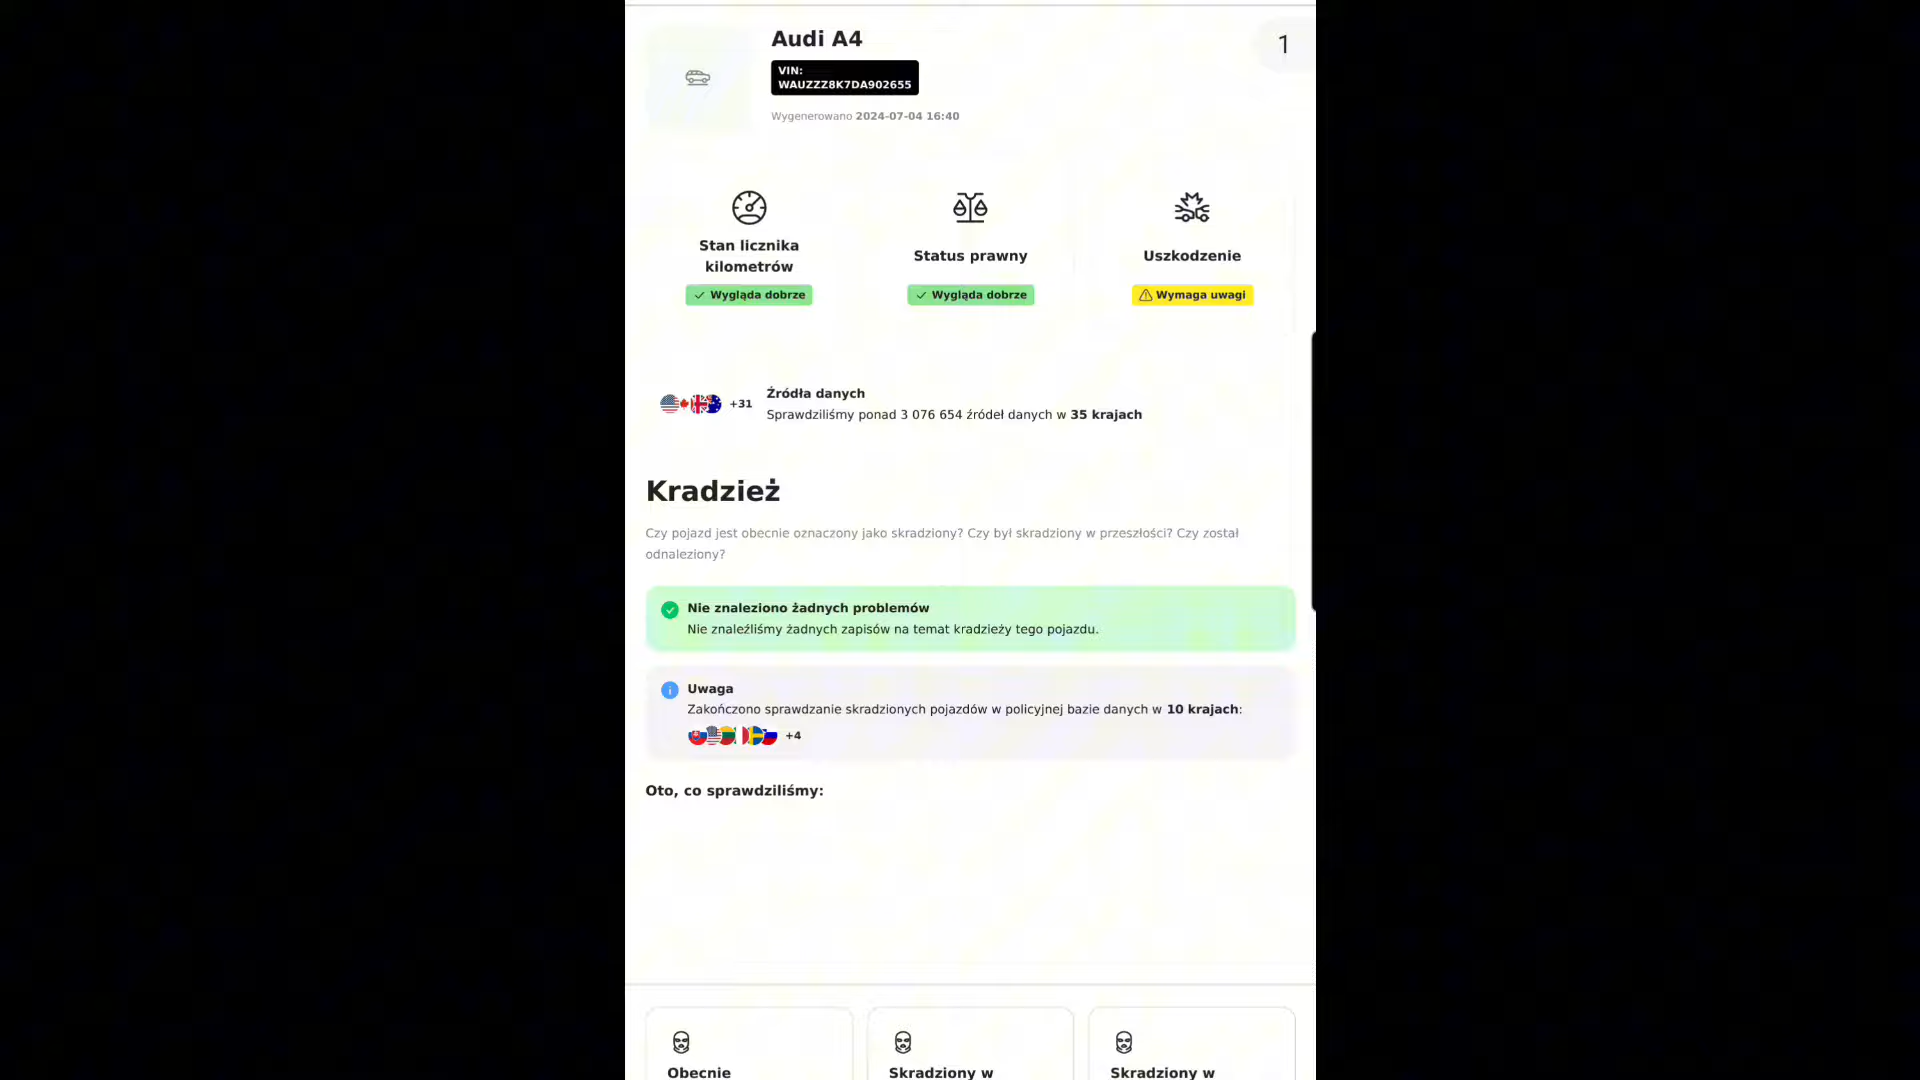 Audi A4
1
VIN:
WAUZZZ8K7DA902655
Wygenerowano 2024-07-04 16:40
Stan licznika
kilometrów
Wygląda dobrze
Status prawny
Wygląda dobrze
Uszkodzenie
Wymaga uwagi
+31
Źródła danych
Sprawdziliśmy ponad 3 076 654 źródeł danych w 35 krajach
Kradzież
Czy pojazd jest obecnie oznaczony jako skradziony? Czy był skradziony w przeszłości? Czy został
odnaleziony?
Nie znaleziono żadnych problemów
Nie znaleźliśmy żadnych zapisów na temat kradzieży tego pojazdu.
Uwaga
Zakończono sprawdzanie skradzionych pojazdów w policyjnej bazie danych w 10 krajach:
+4
Oto, co sprawdziliśmy:
Obecnie
Skradziony w
Skradziony w